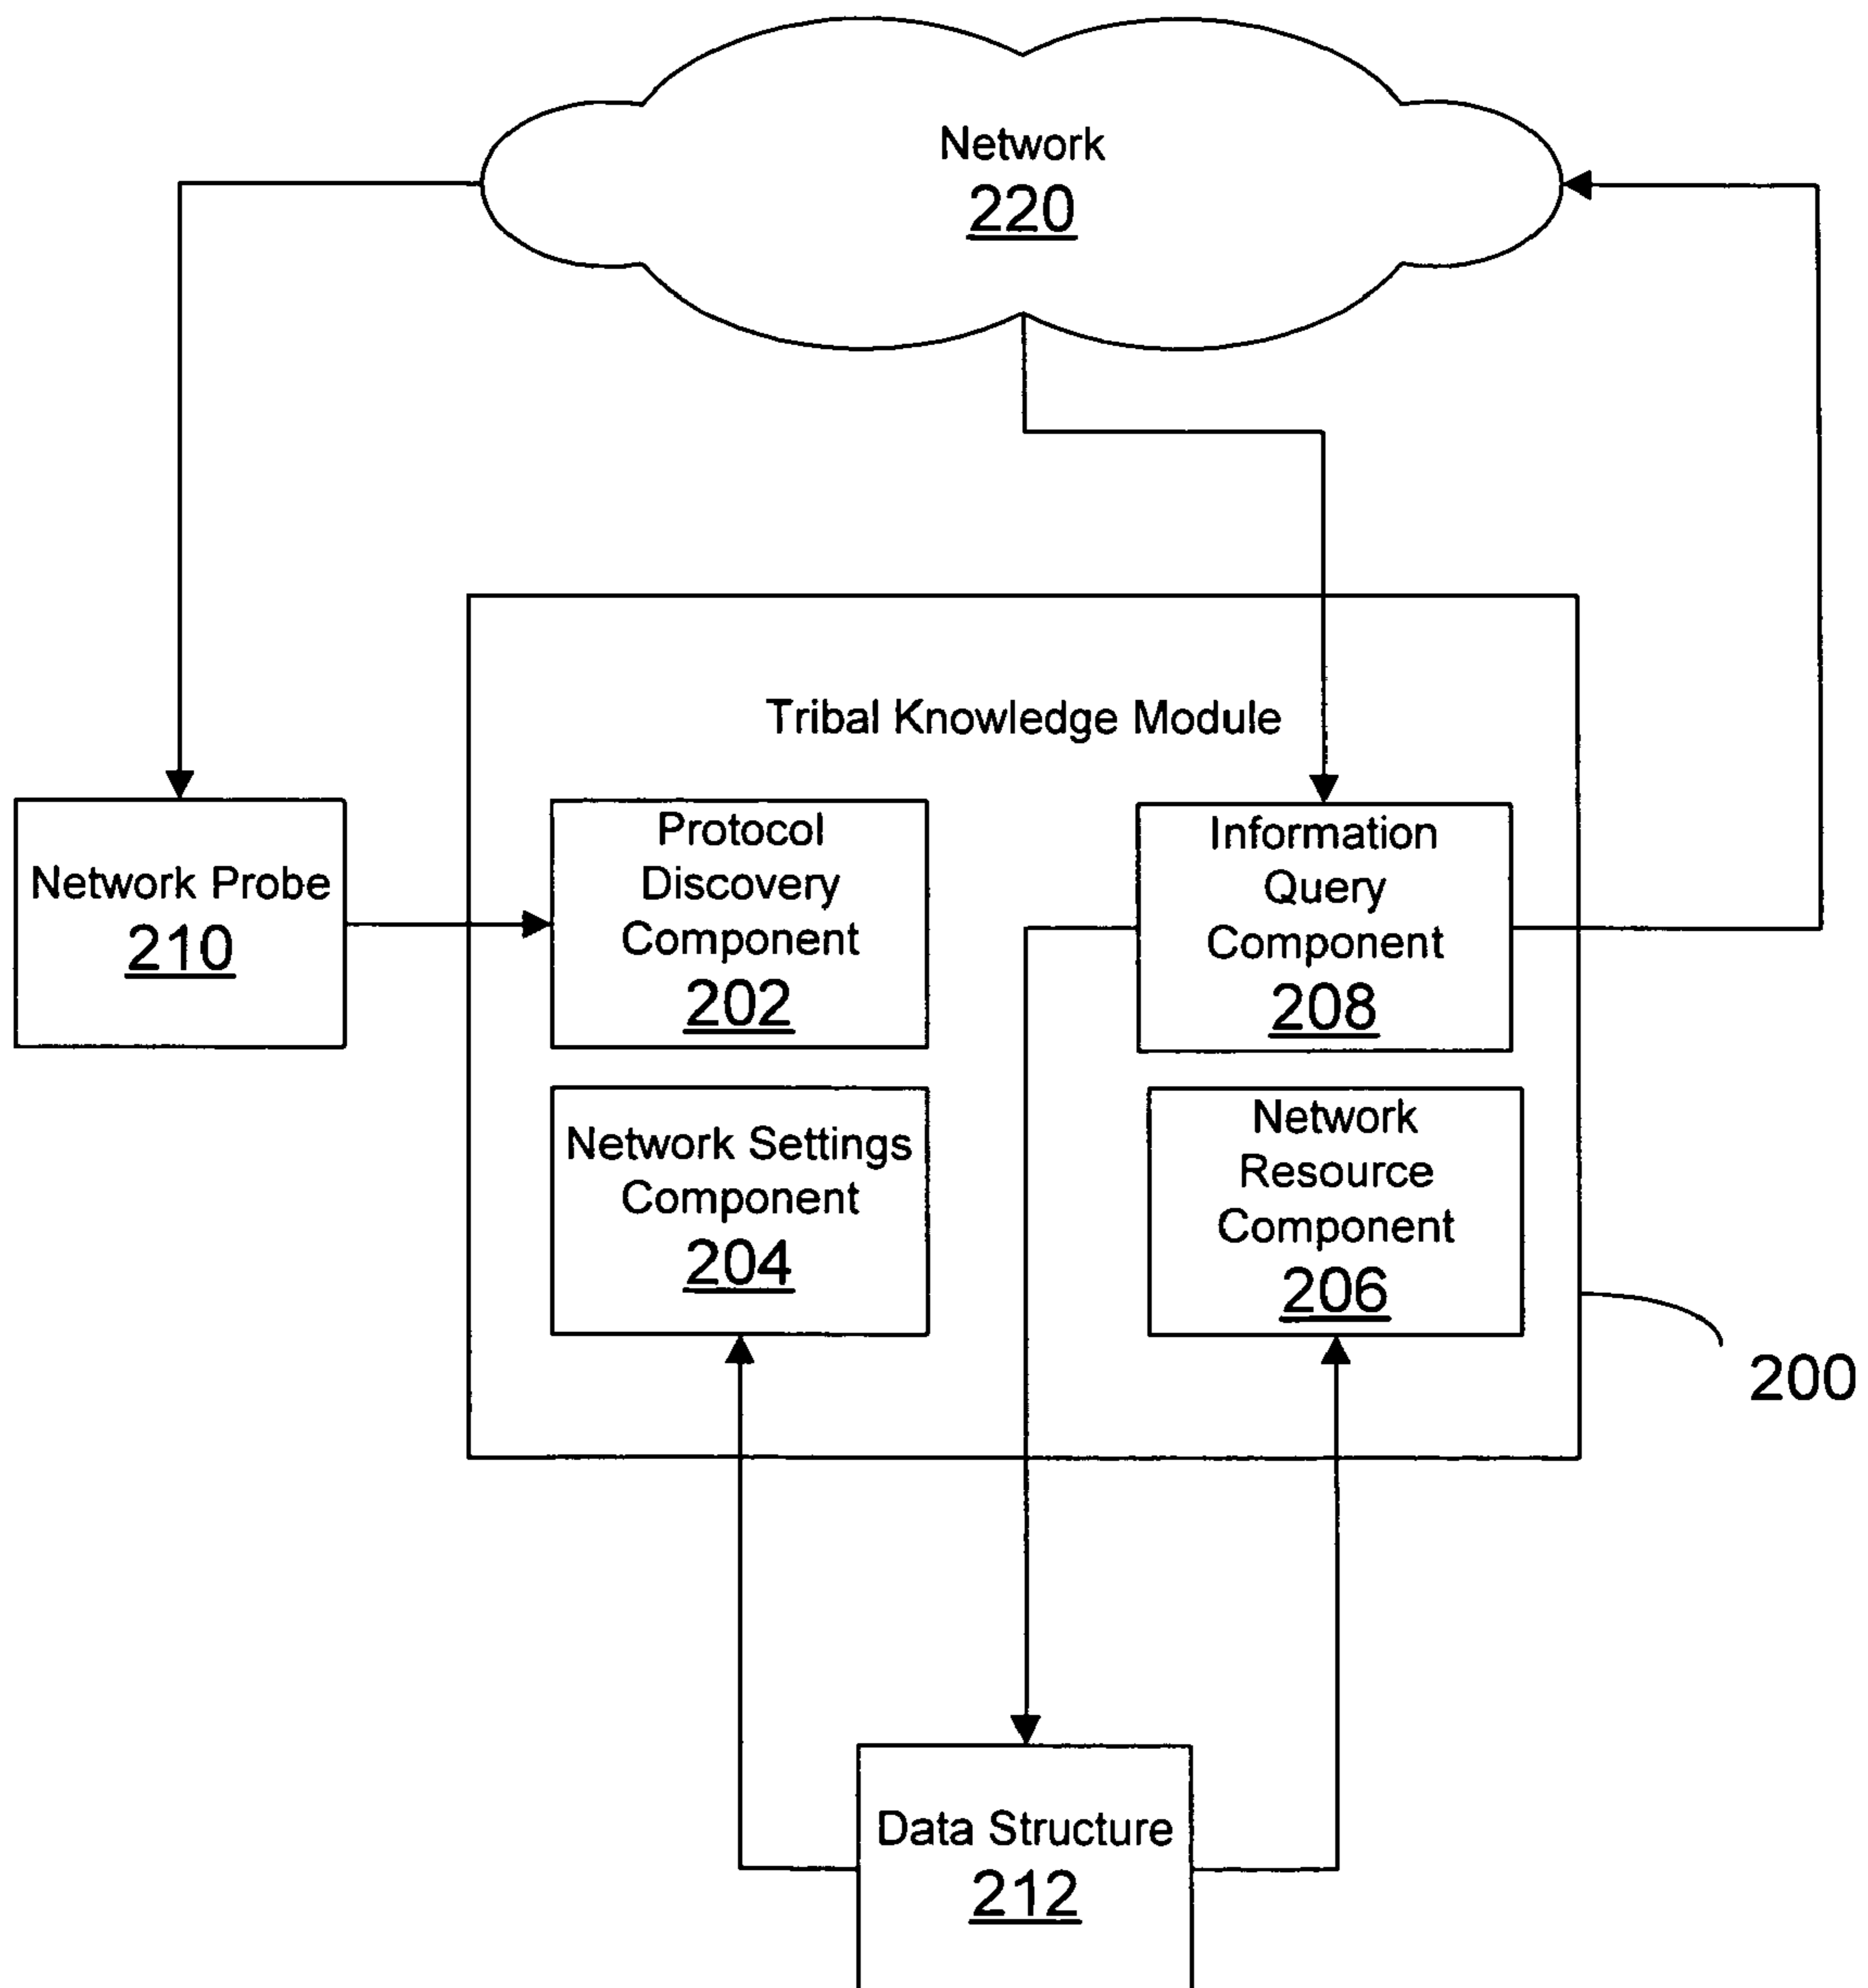 Network
220
Tribal Knowledge Module
Network Probe
210
Protocol
Discovery
Component
202
Information
Query
Component
208
Network Settings
Component
204
Network
Resource
Component
206
200
Data Structure
212